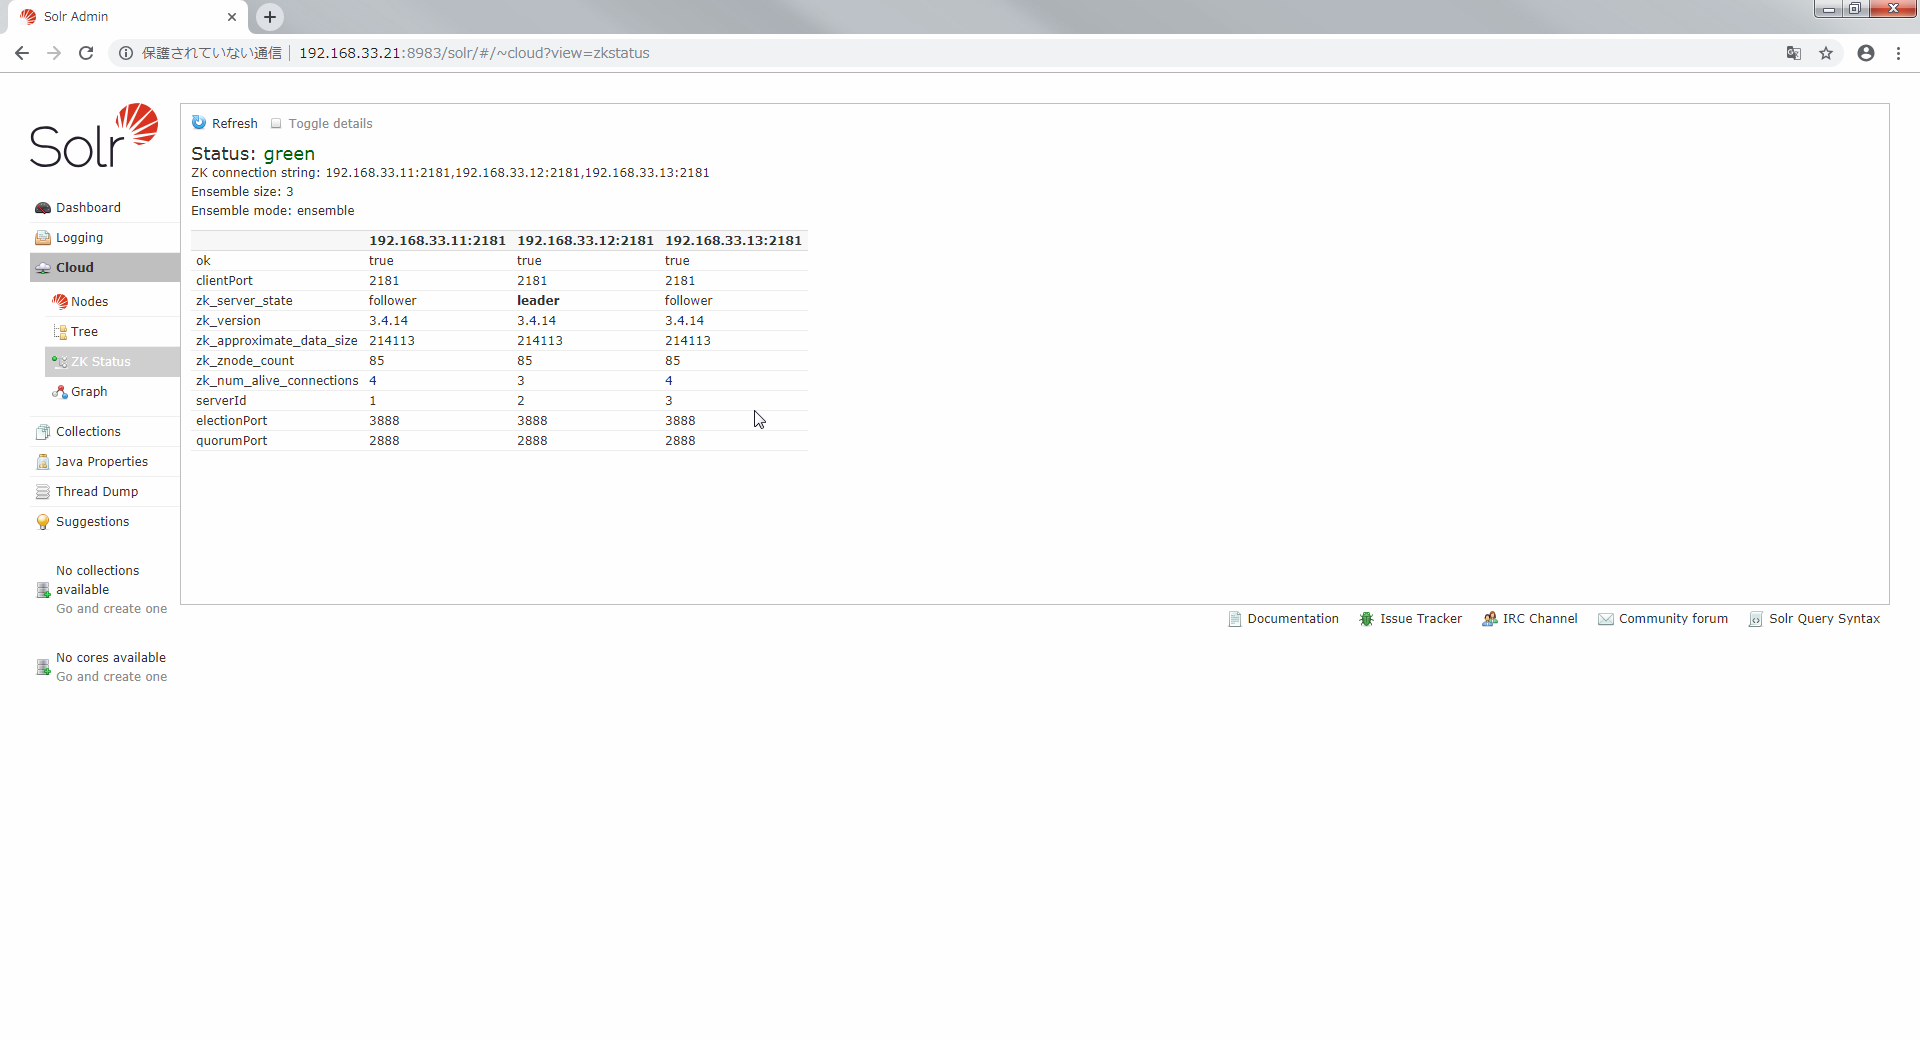 Solr Admin
保護されていない通信 | 192.168.33.21:8983/solr/#/~cloud?view=zkstatus
Solr
Dashboard
Logging
Cloud
Nodes
Tree
ZK Status
Graph
Collections
Java Properties
Thread Dump
Suggestions
No collections
available
Go and create one
No cores available
Go and create one
Refresh Toggle details
Status: green
ZK connection string: 192.168.33.11:2181,192.168.33.12:2181,192.168.33.13:2181
Ensemble size: 3
Ensemble mode: ensemble
192.168.33.11:2181 192.168.33.12:2181 192.168.33.13:2181
ok true true true
clientPort 2181 2181 2181
zk_server_state follower leader follower
zk_version 3.4.14 3.4.14 3.4.14
zk_approximate_data_size 214113 214113 214113
zk_znode_count 85 85 85
zk_num_alive_connections 4 3 4
serverId 1 2 3
electionPort 3888 3888 3888
quorumPort 2888 2888 2888
Documentation Issue Tracker IRC Channel Community forum Solr Query Syntax